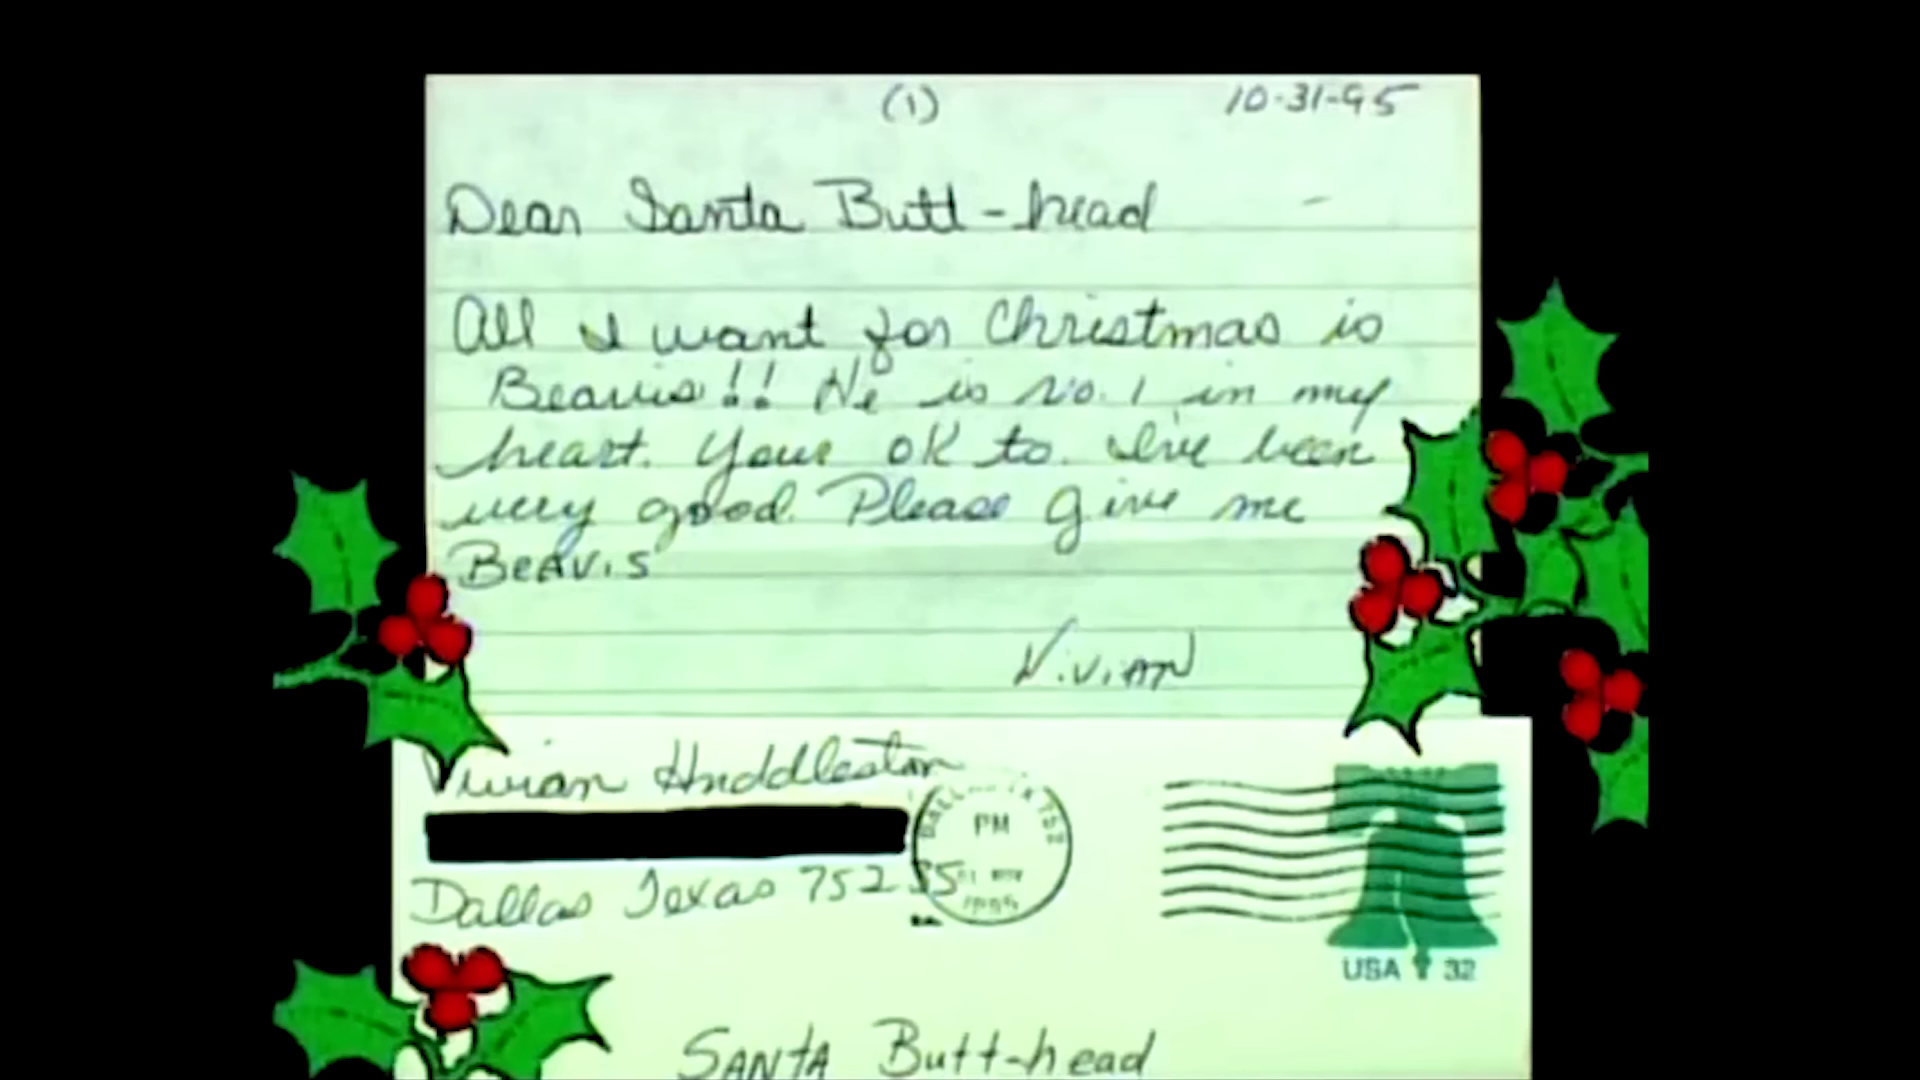 (1) 10-31-95
Dear Santa Butt-head
All I want for Christmas is
Beavis!! He is No. 1 in my
heart. Your ok to. I've been
very good. Please give me
Beavis
Vivian
Vivian Huddleston
PM
1995
Dallas Texas 75235
USA 32
Santa Butt-head